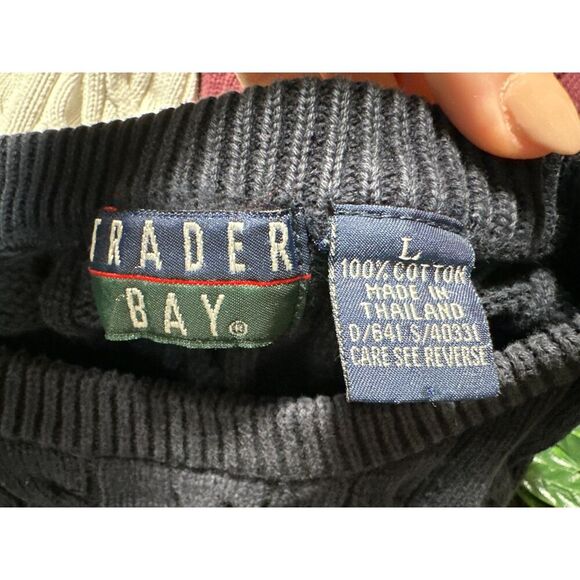 TRADER
BAY®
L
100% COTTON
MADE IN
THAILAND
D/641 S/A0331
CARE SEE REVERSE